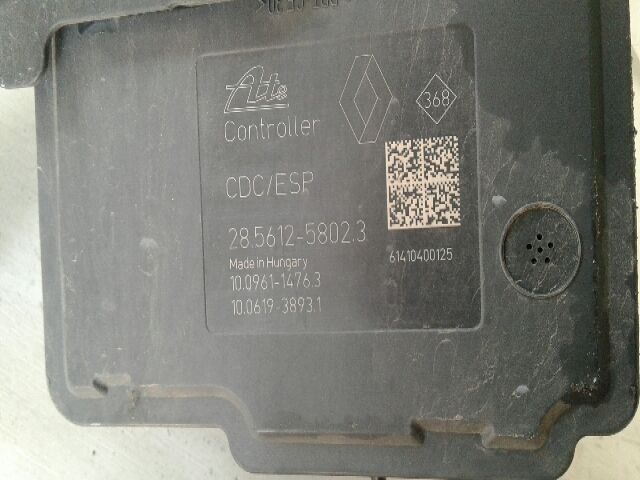 Ate
368
Controller
CDC/ESP
28.5612-5802.3
61410400125
Made in Hungary
10.0961-1476.3
10.0619-3893.1